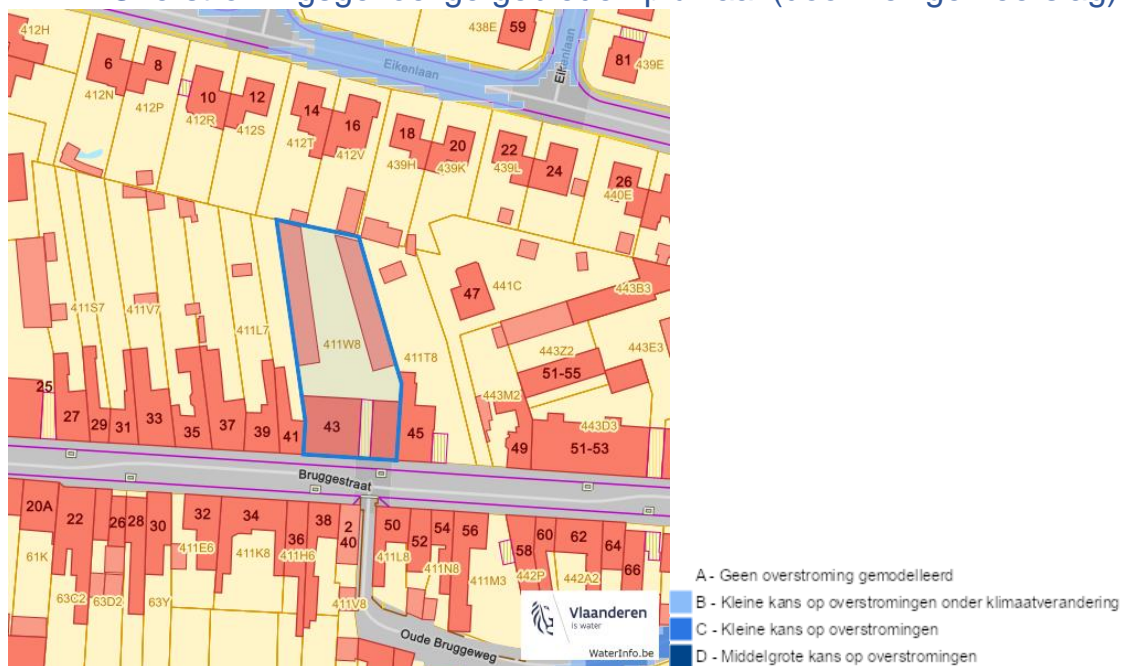 412H
438E
59
Eikenlaan
Eikenlaan
81
439E
6
8
412N
412P
10
12
412R
412S
14
16
412T
412V
18
20
439H
439K
22
24
439L
26
440E
47
441C
443B3
411S7
411V7
411L7
411W8
411T8
443Z2
443E3
51-55
443M2
25
27
29
31
33
35
37
39
41
43
45
49
443D3
51-53
Bruggestraat
20A
22
26
28
30
32
34
36
38
2
40
50
52
54
56
58
60
62
64
66
61K
63C2
63D2
63Y
411E6
411K8
411H6
411V8
411L8
411N8
411M3
442P
442A2
Oude Bruggeweg
Vlaanderen
is water
WaterInfo.be
A - Geen overstroming gemodelleerd
B - Kleine kans op overstromingen onder klimaatverandering
C - Kleine kans op overstromingen
D - Middelgrote kans op overstromingen